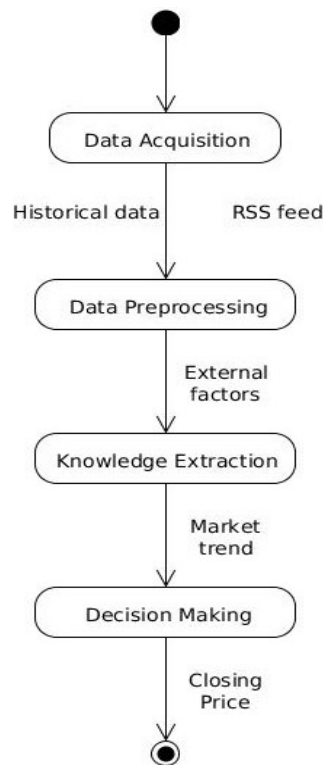 Data Acquisition
Historical data RSS feed
Data Preprocessing
External
factors
Knowledge Extraction
Market
trend
Decision Making
Closing
Price